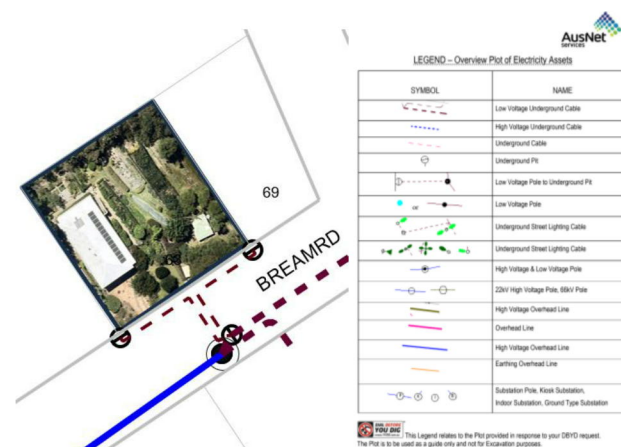 69
BREAMRD
AusNet
services
LEGEND – Overview Plot of Electricity Assets
SYMBOL NAME
Low Voltage Underground Cable
High Voltage Underground Cable
Underground Cable
Underground Pit
Low Voltage Pole to Underground Pit
or Low Voltage Pole
Underground Street Lighting Cable
Underground Street Lighting Cable
High Voltage & Low Voltage Pole
22kV High Voltage Pole, 66kV Pole
High Voltage Overhead Line
Overhead Line
High Voltage Overhead Line
Earthing Overhead Line
Substation Pole, Kiosk Substation,
Indoor Substation, Ground Type Substation
YOU DIG
This Legend relates to the Plot provided in response to your DBYD request.
The Plot is to be used as a guide only and not for Excavation purposes.